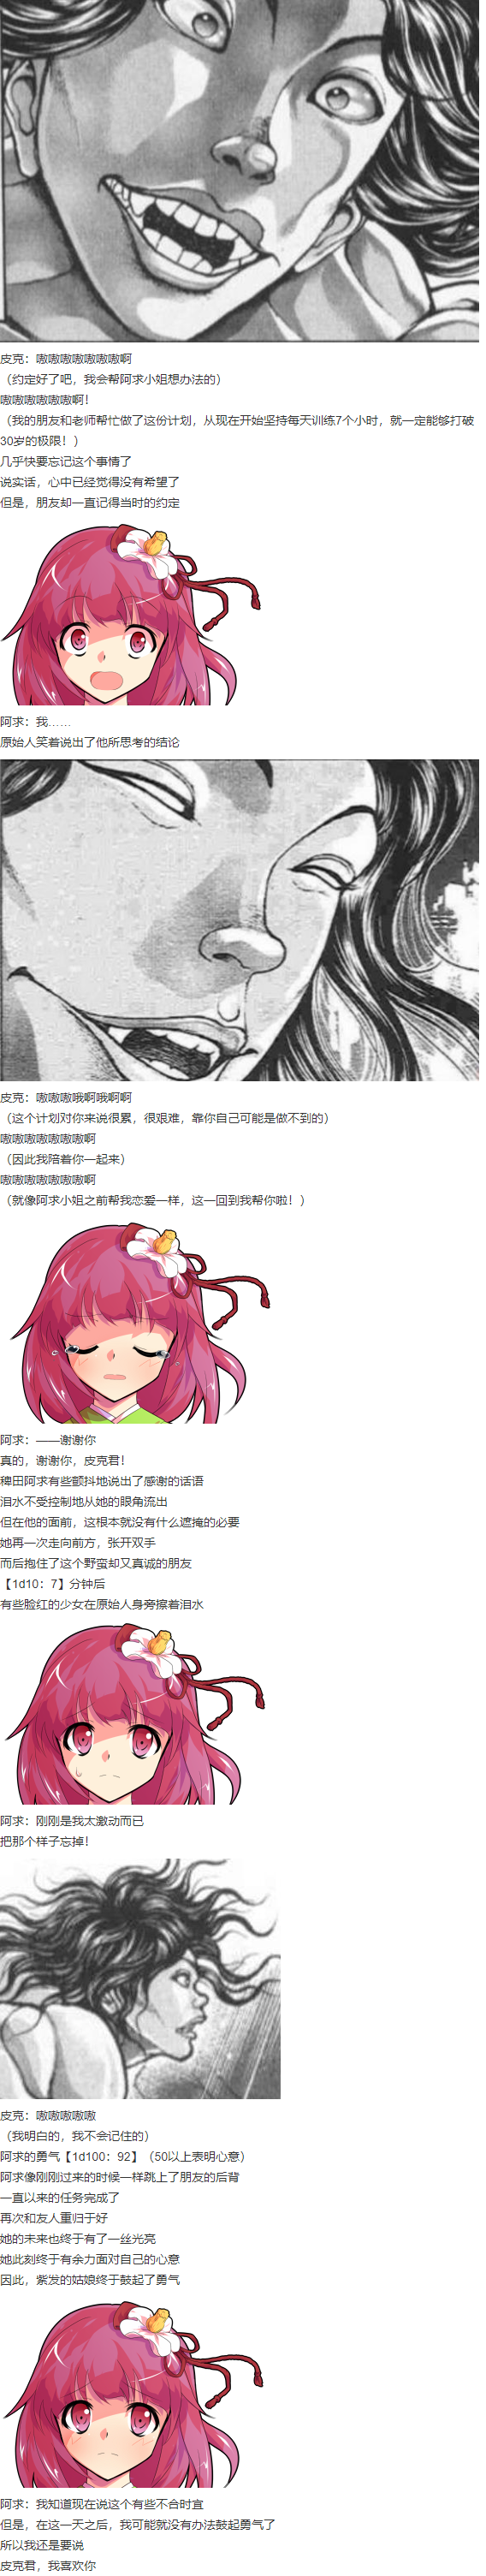 皮克：嗷嗷嗷嗷嗷嗷嗷啊
（约定好了吧，我会帮阿求小姐想办法的）
嗷嗷嗷嗷嗷嗷啊！
（我的朋友和老师帮忙做了这份计划，从现在开始坚持每天训练7个小时，就一定能够打破
30岁的极限！）
几乎快要忘记这个事情了
说实话，心中已经觉得没有希望了
但是，朋友却一直记得当时的约定
阿求：我……
原始人笑着说出了他所思考的结论
皮克：嗷嗷嗷哦啊哦啊啊
（这个计划对你来说很累，很艰难，靠你自己可能是做不到的）
嗷嗷嗷嗷嗷嗷嗷啊
（因此我陪着你一起来）
嗷嗷嗷嗷嗷嗷嗷啊
（就像阿求小姐之前帮我恋爱一样，这一回到我帮你啦！）
阿求：——谢谢你
真的，谢谢你，皮克君！
稗田阿求有些颤抖地说出了感谢的话语
泪水不受控制地从她的眼角流出
但在他的面前，这根本就没有什么遮掩的必要
她再一次走向前方，张开双手
而后抱住了这个野蛮却又真诚的朋友
【1d10：7】分钟后
有些脸红的少女在原始人身旁擦着泪水
阿求：刚刚是我太激动而已
把那个样子忘掉！
皮克：嗷嗷嗷嗷嗷
（我明白的，我不会记住的）
阿求的勇气【1d100：92】（50以上表明心意）
阿求像刚刚过来的时候一样跳上了朋友的后背
一直以来的任务完成了
再次和友人重归于好
她的未来也终于有了一丝光亮
她此刻终于有余力面对自己的心意
因此，紫发的姑娘终于鼓起了勇气
阿求：我知道现在说这个有些不合时宜
但是，在这一天之后，我可能就没有办法鼓起勇气了
所以我还是要说
皮克君，我喜欢你